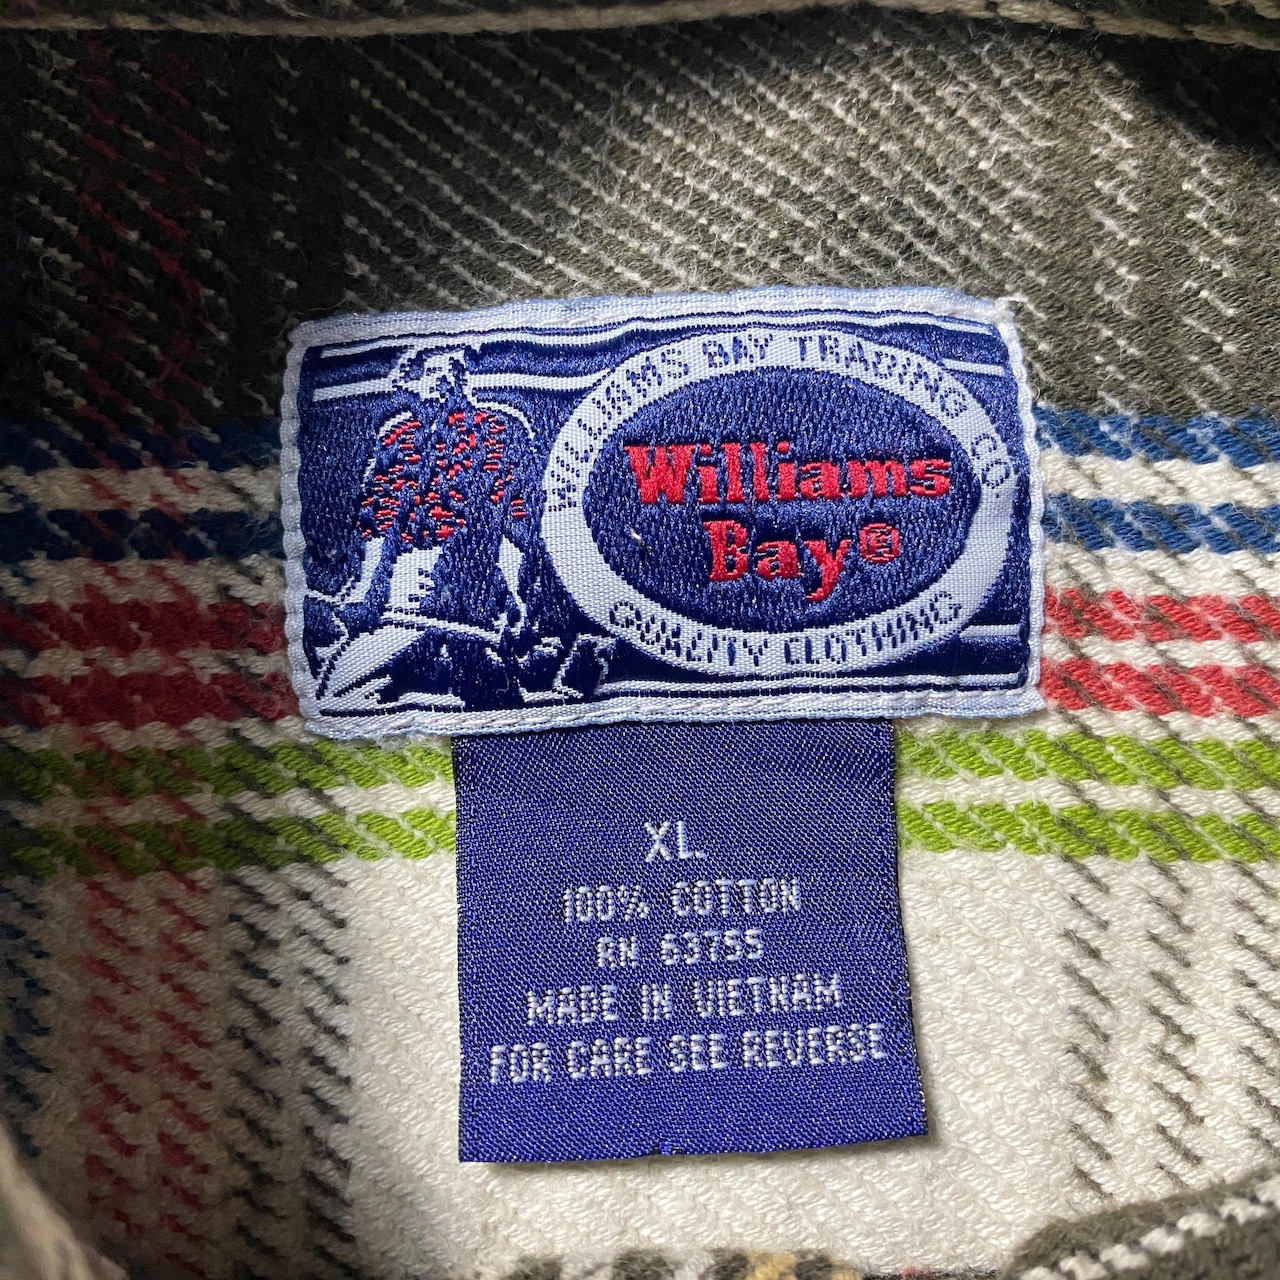 WILLIAMS BAY TRADING CO.
Williams
Bay®
QUALITY CLOTHING
XL
100% COTTON
RN 63755
MADE IN VIETNAM
FOR CARE SEE REVERSE